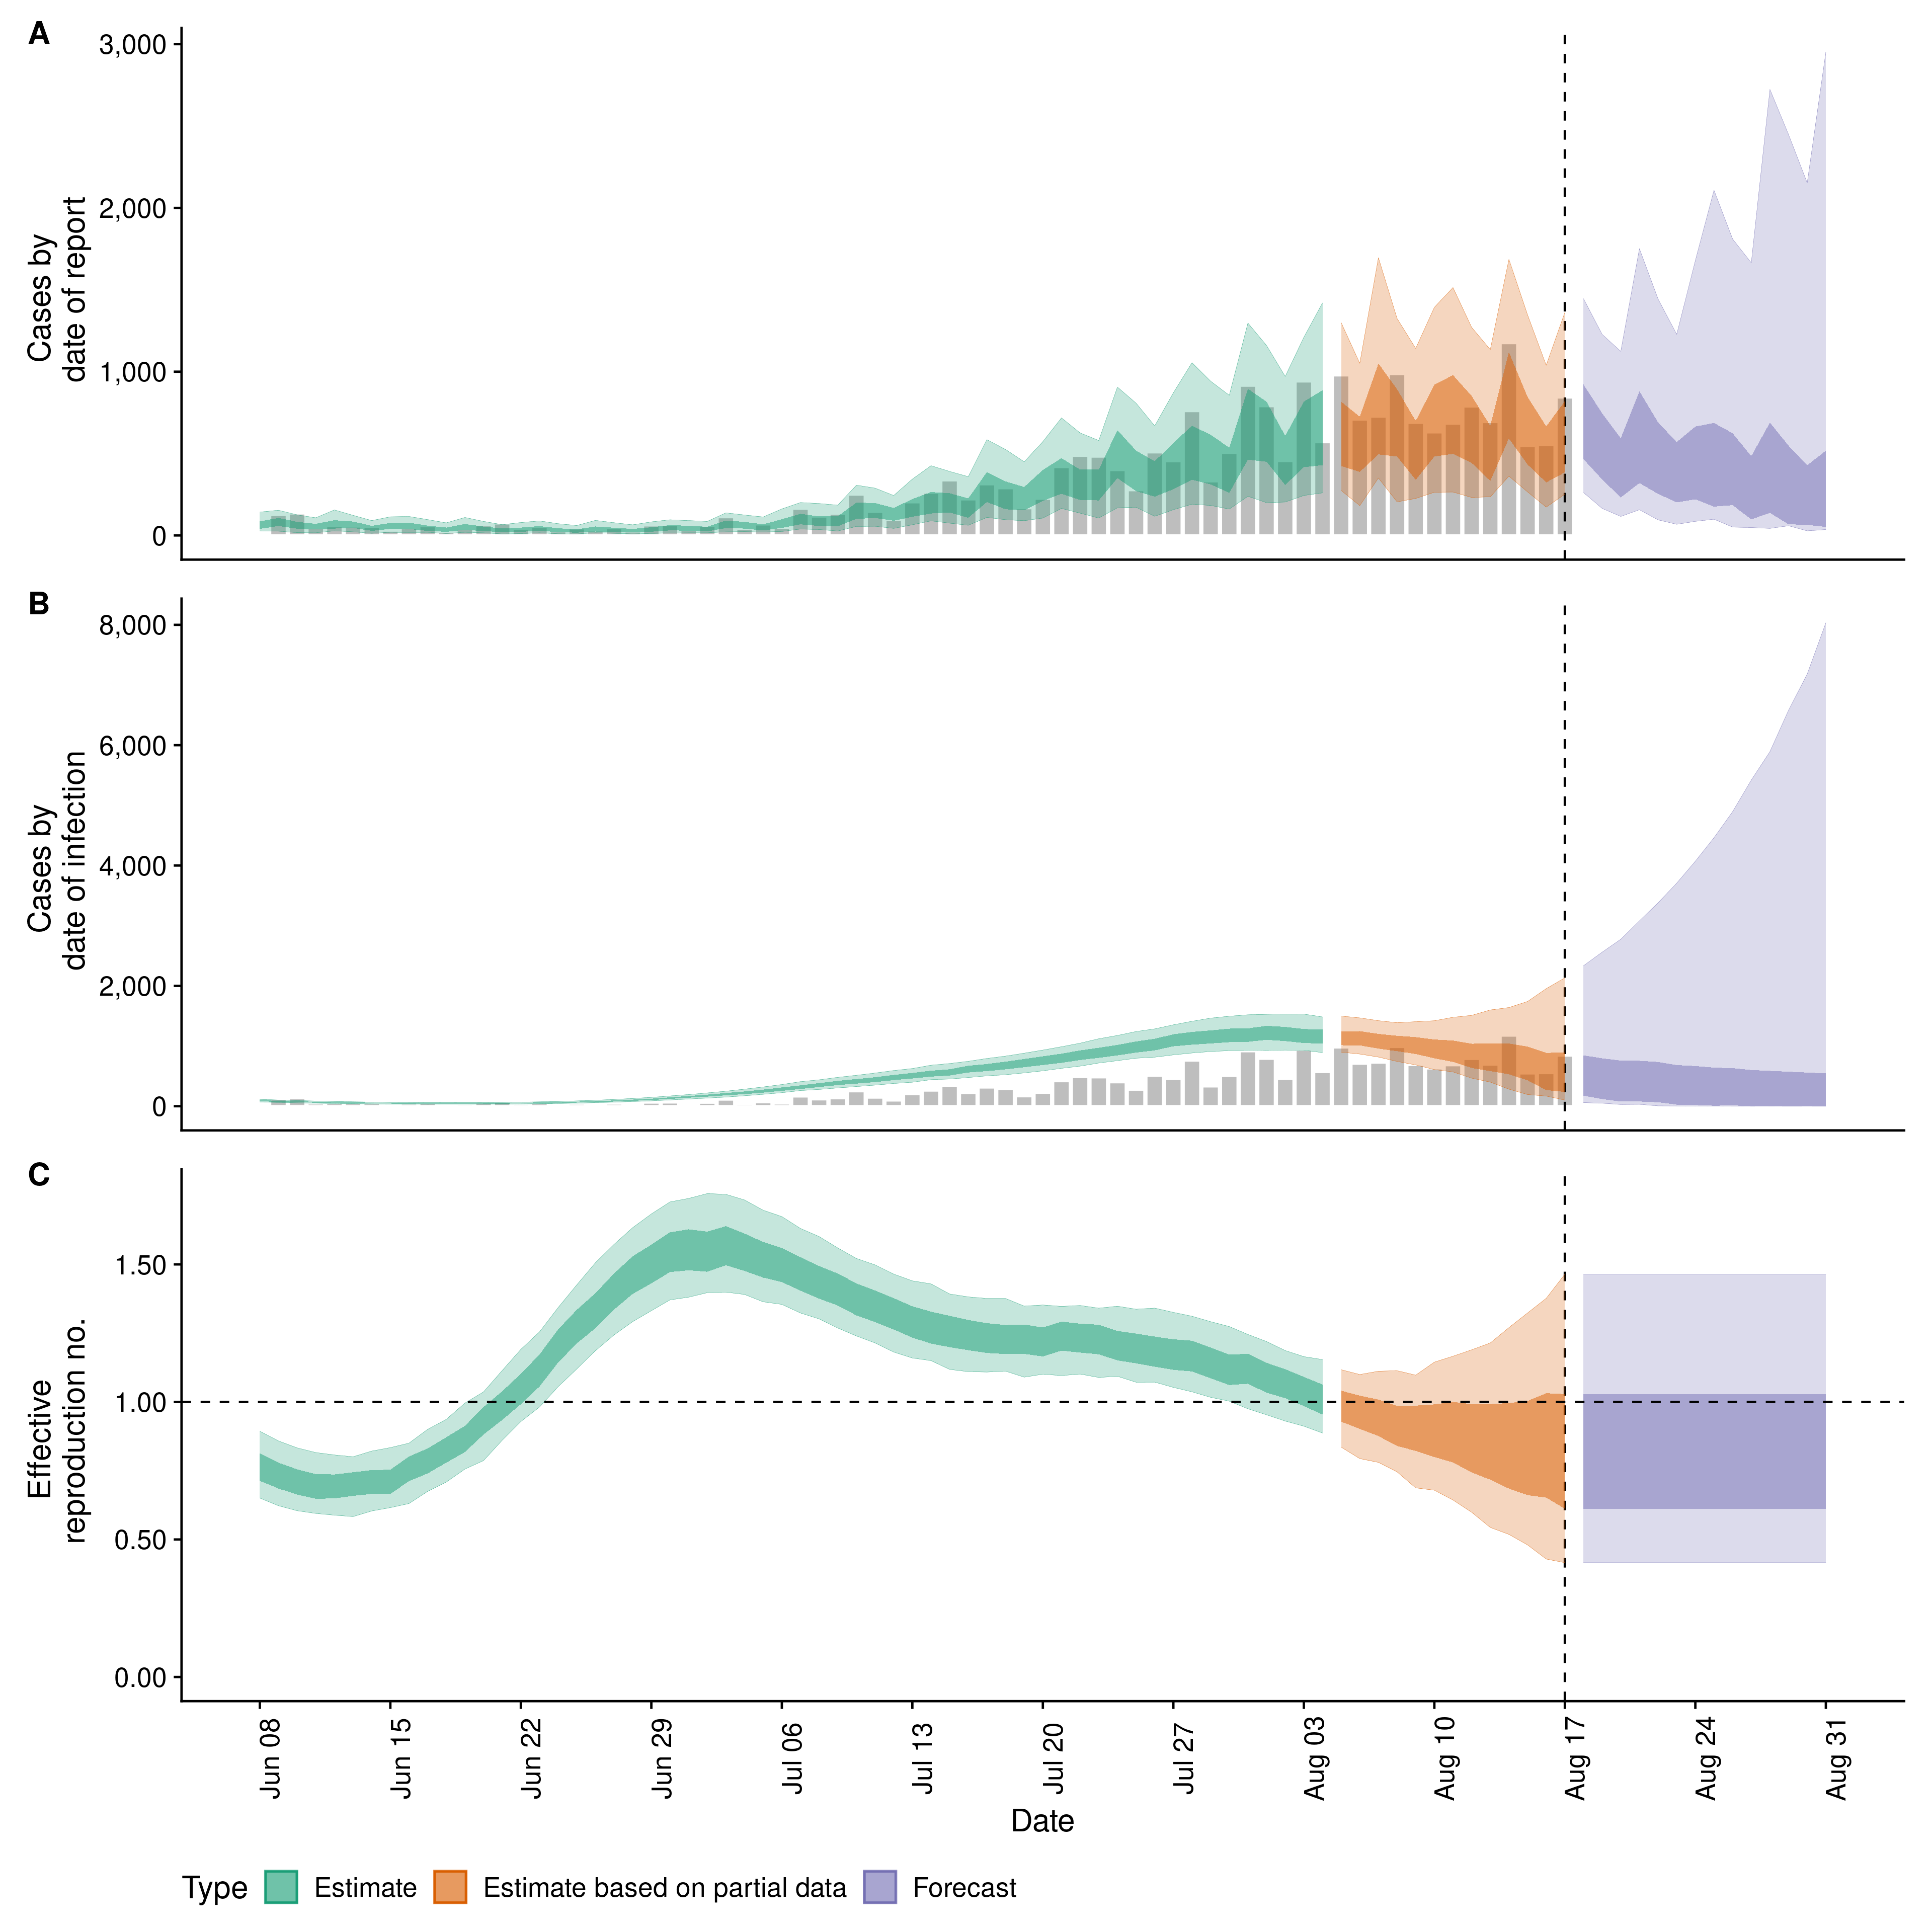 A
3,000
2,000
1,000
0
Cases by
date of report
B
8,000
6,000
4,000
2,000
0
Cases by
date of infection
C
1.50
1.00
0.50
0.00
Effective
reproduction no.
Jun 08
Jun 15
Jun 22
Jun 29
Jul 06
Jul 13
Jul 20
Jul 27
Aug 03
Aug 10
Aug 17
Aug 24
Aug 31
Date
Type Estimate Estimate based on partial data Forecast